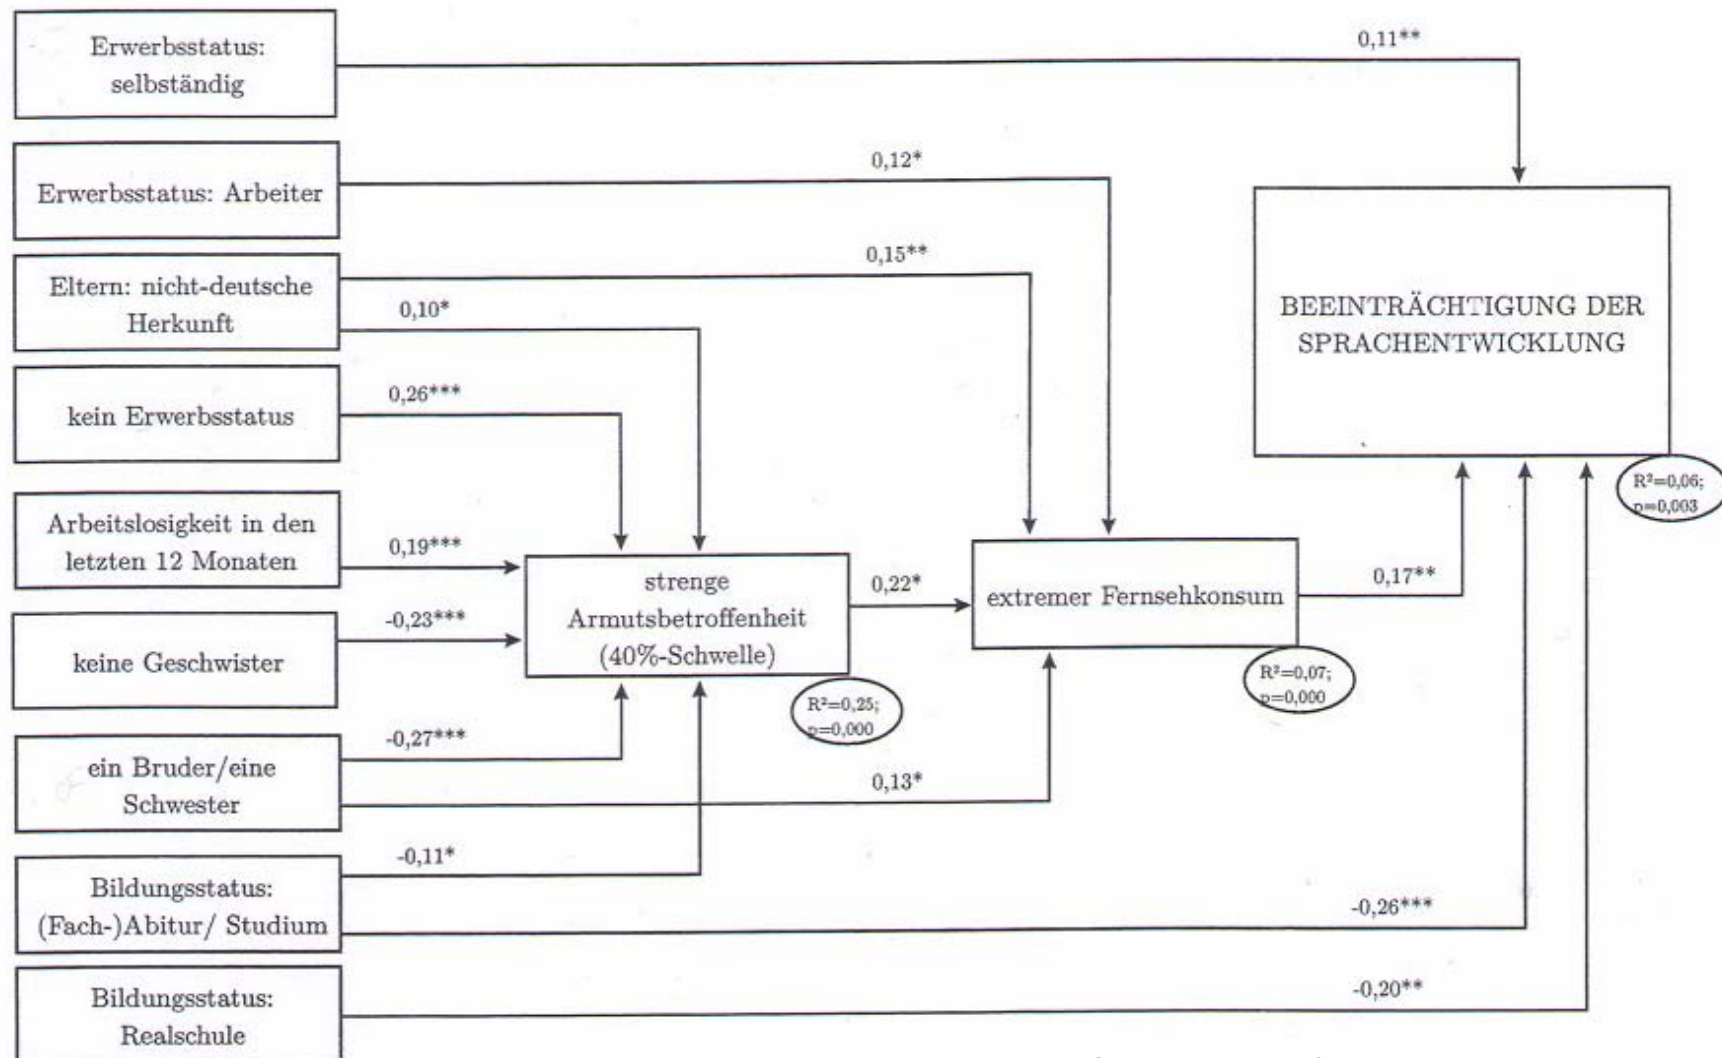 Erwerbsstatus:
selbständig
0,11**
Erwerbsstatus: Arbeiter
0,12*
Eltern: nicht-deutsche
Herkunft
0,15**
0,10*
kein Erwerbsstatus
0,26***
Arbeitslosigkeit in den
letzten 12 Monaten
0,19***
keine Geschwister
-0,23***
ein Bruder/eine
Schwester
-0,27***
0,13*
Bildungsstatus:
(Fach-)Abitur/ Studium
-0,11*
-0,26***
Bildungsstatus:
Realschule
-0,20**
strenge
Armutsbetroffenheit
(40%-Schwelle)
R²=0,25;
p=0,000
0,22*
extremer Fernsehkonsum
R²=0,07;
p=0,000
0,17**
BEEINTRÄCHTIGUNG DER
SPRACHENTWICKLUNG
R²=0,06;
p=0,003